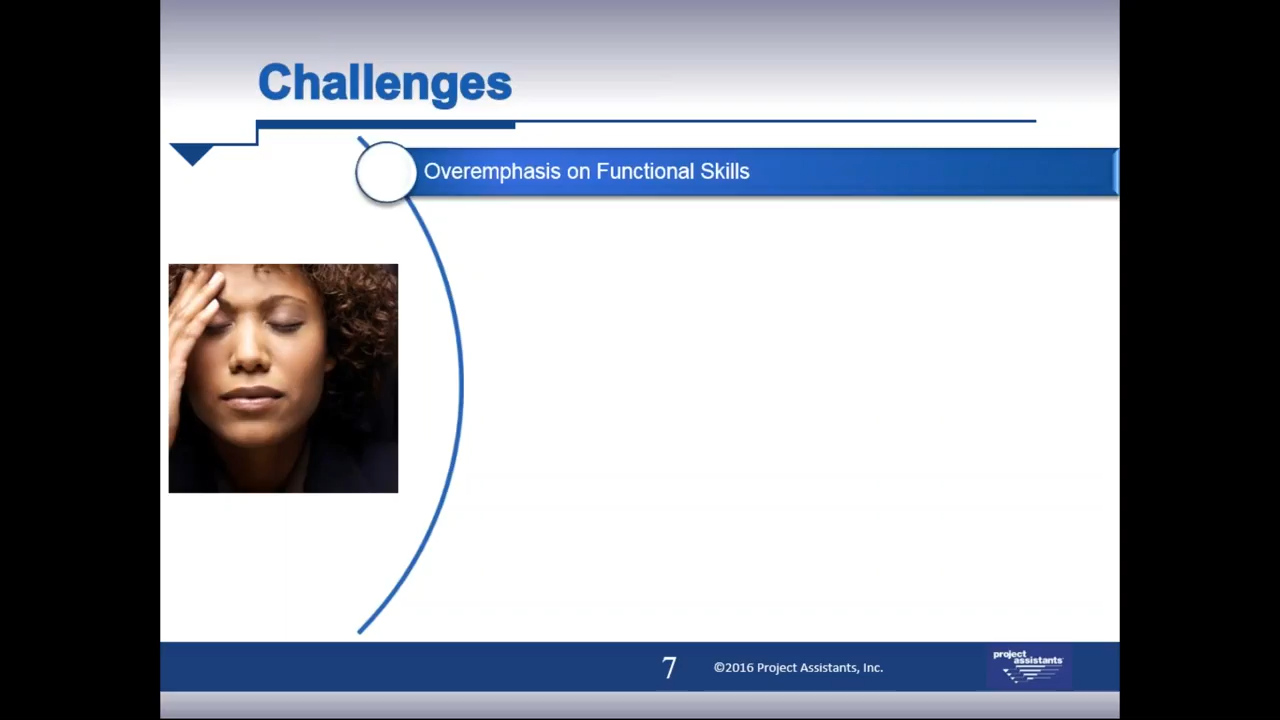 Challenges
Overemphasis on Functional Skills
7
©2016 Project Assistants, Inc.
project
assistants